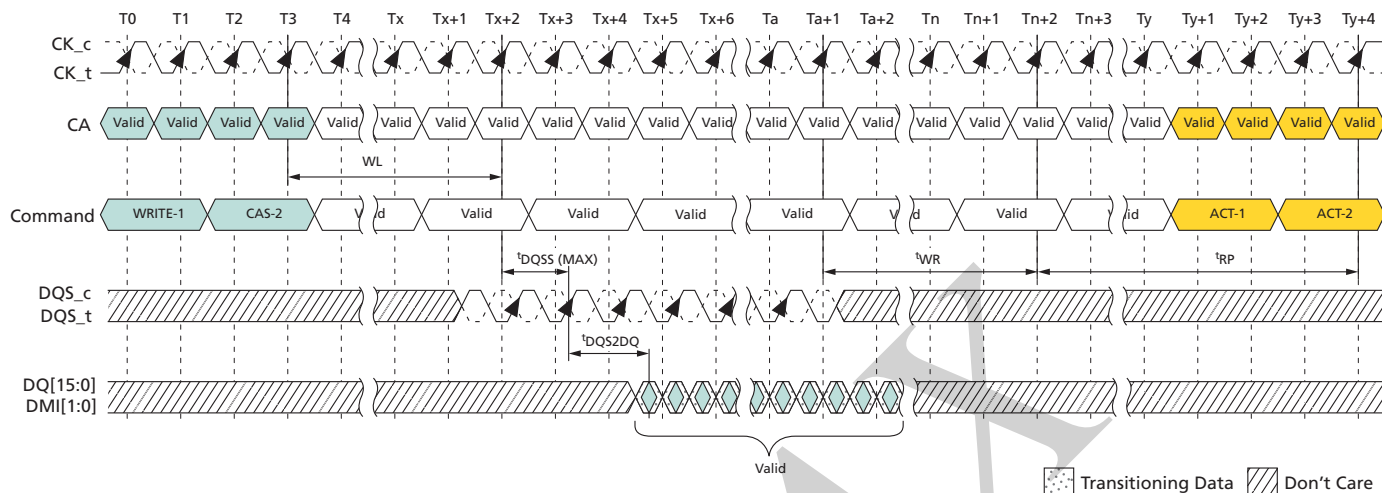 T0 T1 T2 T3 T4 Tx Tx+1 Tx+2 Tx+3 Tx+4 Tx+5 Tx+6 Ta Ta+1 Ta+2 Tn Tn+1 Tn+2 Tn+3 Ty Ty+1 Ty+2 Ty+3 Ty+4
CK_c
CK_t
CA Valid Valid Valid Valid Valid Valid Valid Valid Valid Valid Valid Valid Valid Valid Valid Valid Valid Valid Valid Valid Valid Valid Valid Valid
WL
Command WRITE-1 CAS-2 Valid Valid Valid Valid Valid Valid Valid Valid ACT-1 ACT-2
tDQSS (MAX) tWR tRP
DQS_c
DQS_t
tDQS2DQ
DQ[15:0]
DMI[1:0]
Valid
Transitioning Data Don't Care